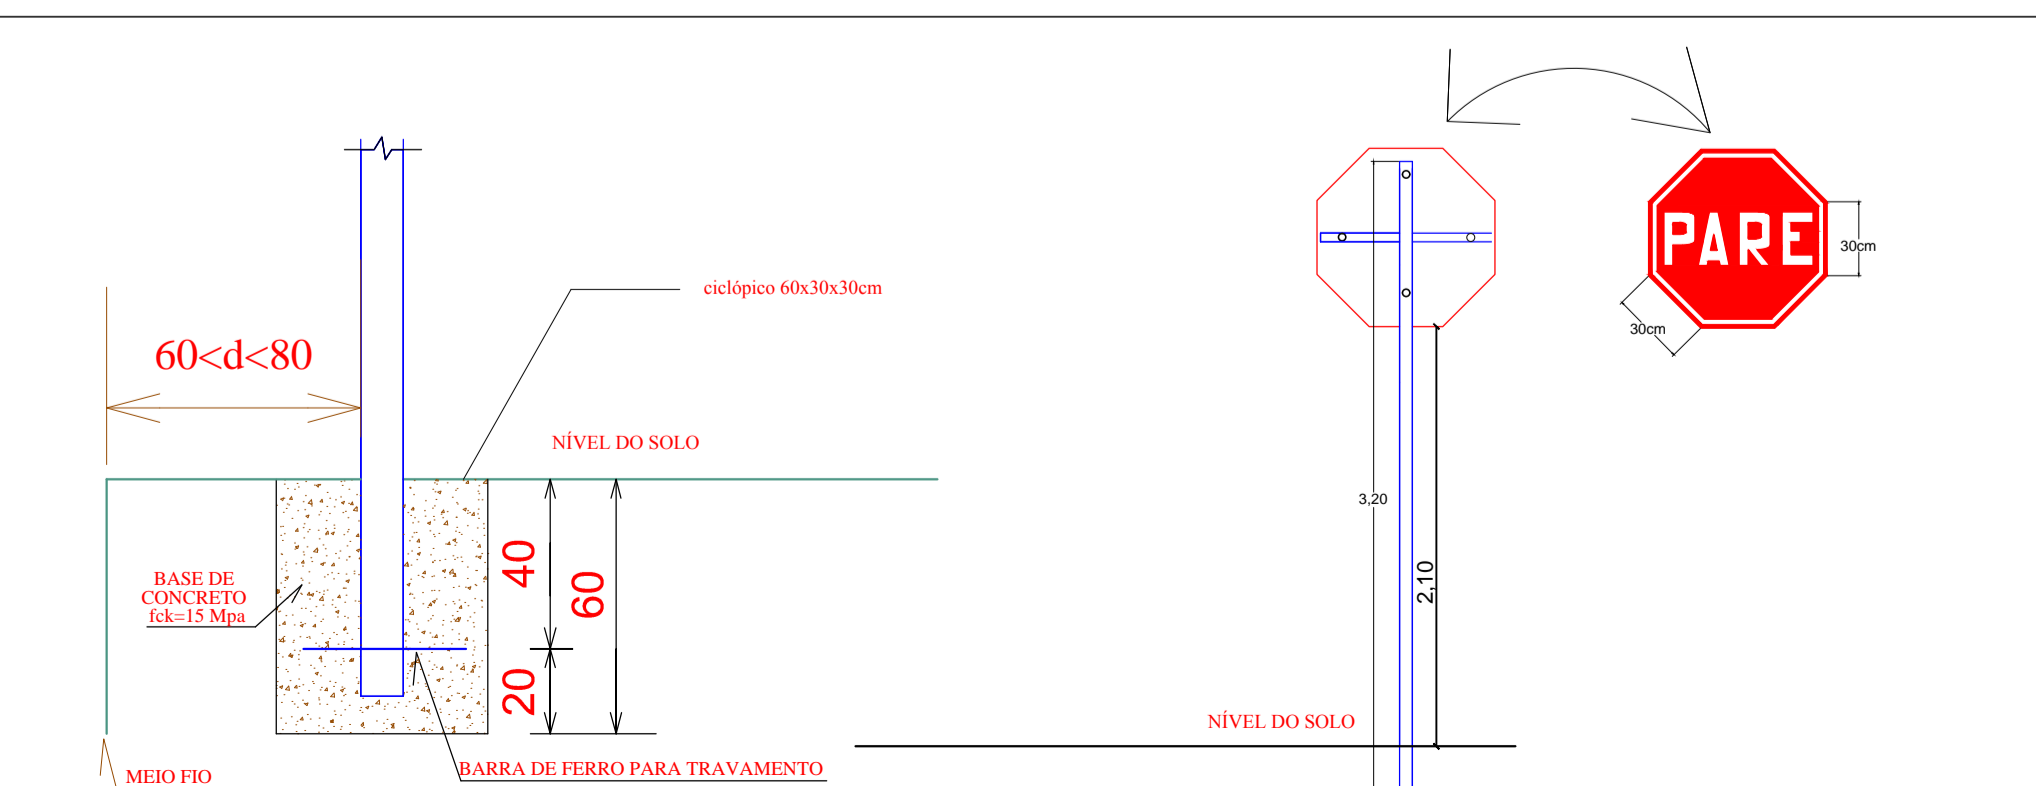 PARE
30cm
30cm
ciclópico 60x30x30cm
60<d<80
NÍVEL DO SOLO
3,20
40
60
BASE DE
CONCRETO
fck=15 Mpa
2,10
20
NÍVEL DO SOLO
BARRA DE FERRO PARA TRAVAMENTO
MEIO FIO